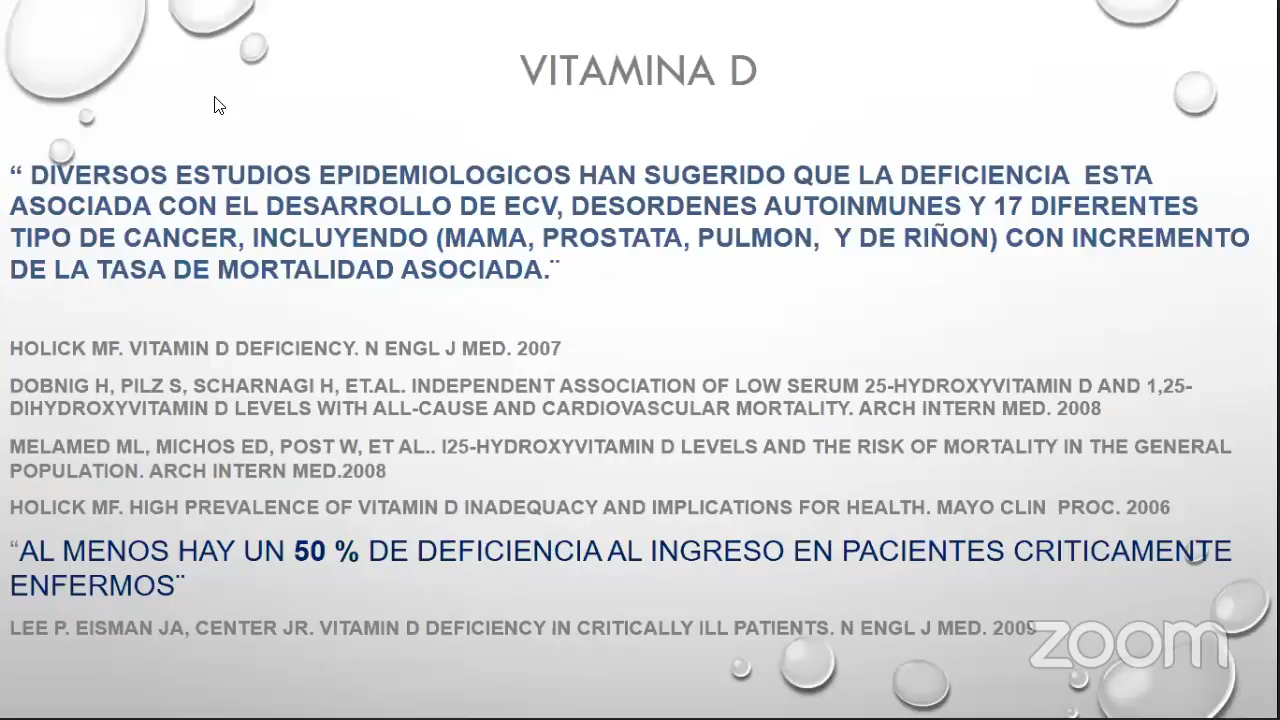 VITAMINA D
“ DIVERSOS ESTUDIOS EPIDEMIOLOGICOS HAN SUGERIDO QUE LA DEFICIENCIA ESTA
ASOCIADA CON EL DESARROLLO DE ECV, DESORDENES AUTOINMUNES Y 17 DIFERENTES
TIPO DE CANCER, INCLUYENDO (MAMA, PROSTATA, PULMON, Y DE RIÑON) CON INCREMENTO
DE LA TASA DE MORTALIDAD ASOCIADA.¨
HOLICK MF. VITAMIN D DEFICIENCY. N ENGL J MED. 2007
DOBNIG H, PILZ S, SCHARNAGI H, ET.AL. INDEPENDENT ASSOCIATION OF LOW SERUM 25-HYDROXYVITAMIN D AND 1,25-
DIHYDROXYVITAMIN D LEVELS WITH ALL-CAUSE AND CARDIOVASCULAR MORTALITY. ARCH INTERN MED. 2008
MELAMED ML, MICHOS ED, POST W, ET AL.. I25-HYDROXYVITAMIN D LEVELS AND THE RISK OF MORTALITY IN THE GENERAL
POPULATION. ARCH INTERN MED.2008
HOLICK MF. HIGH PREVALENCE OF VITAMIN D INADEQUACY AND IMPLICATIONS FOR HEALTH. MAYO CLIN PROC. 2006
“AL MENOS HAY UN 50 % DE DEFICIENCIA AL INGRESO EN PACIENTES CRITICAMENTE
ENFERMOS¨
LEE P. EISMAN JA, CENTER JR. VITAMIN D DEFICIENCY IN CRITICALLY ILL PATIENTS. N ENGL J MED. 2009
zoom